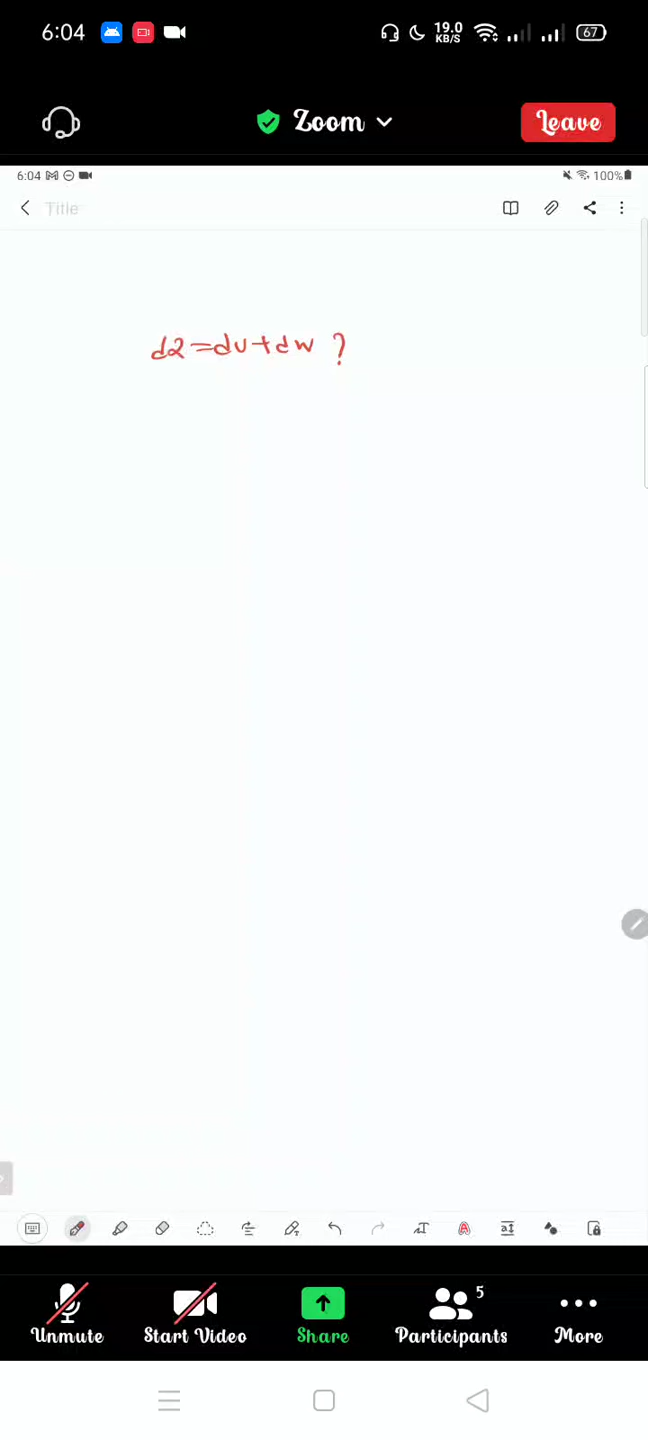 6:04 19.0 KB/S 67
Zoom Leave
6:04 100%
Title
d2=du+dw ?
Unmute Start Video Share Participants 5 More